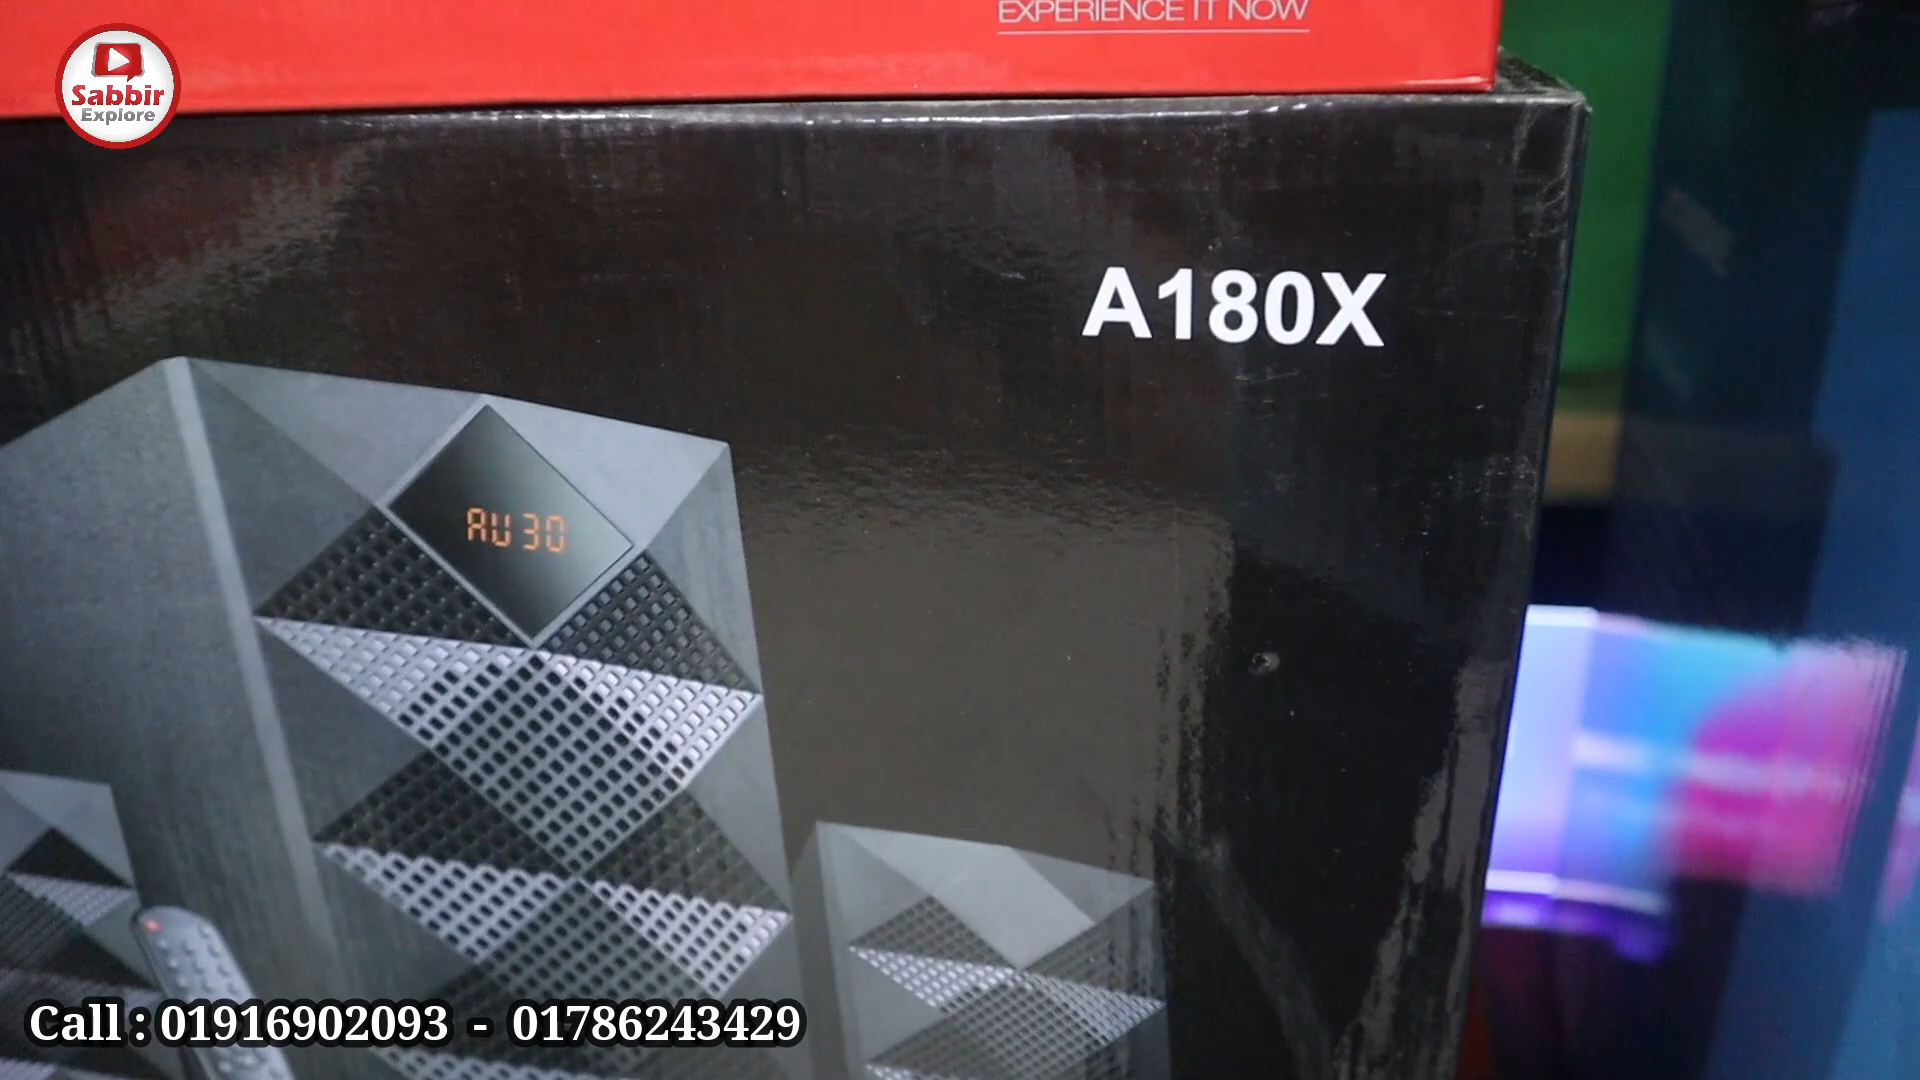 EXPERIENCE IT NOW
Sabbir
Explore
A180X
AU 30
Call : 01916902093 - 01786243429